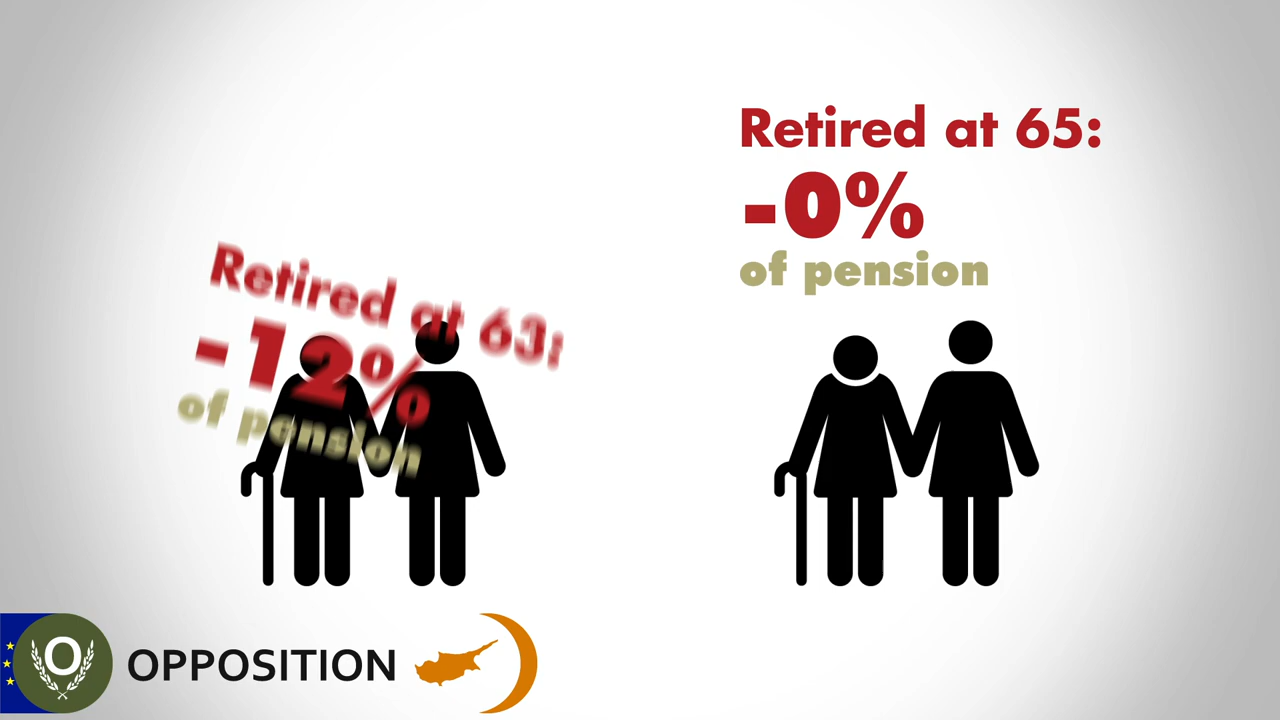 Retired at 65:
-0%
of pension
Retired at 63:
-12%
of pension
O
OPPOSITION